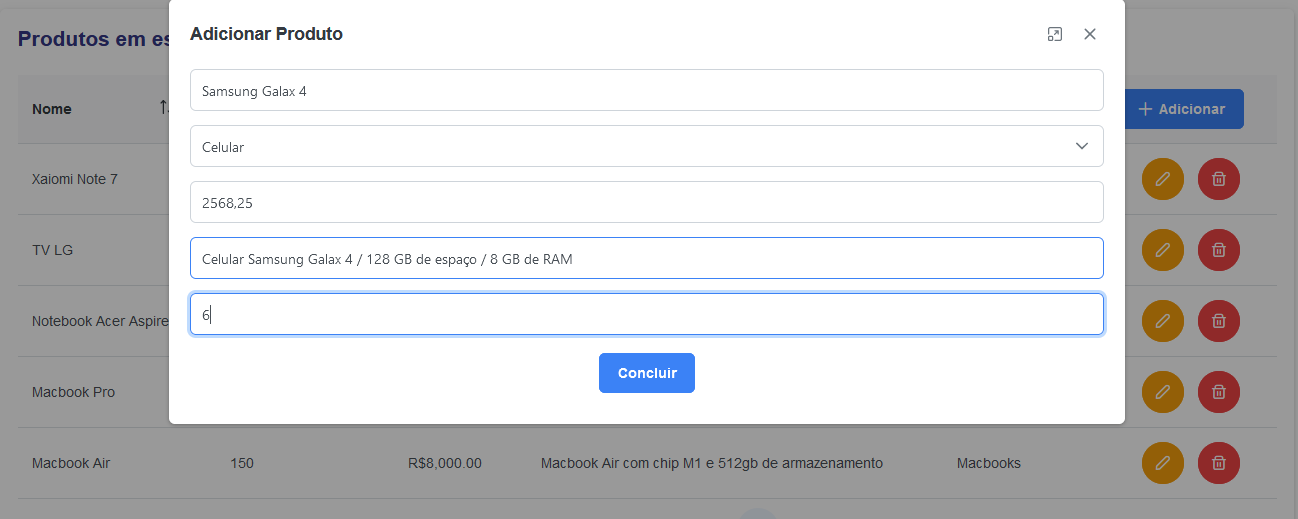 Produtos em es
Adicionar Produto
Samsung Galax 4
Nome
Adicionar
Celular
Xaiomi Note 7
2568,25
TV LG
Celular Samsung Galax 4 / 128 GB de espaço / 8 GB de RAM
6
Notebook Acer Aspire
Concluir
Macbook Pro
Macbook Air 150 R$8,000.00 Macbook Air com chip M1 e 512gb de armazenamento Macbooks